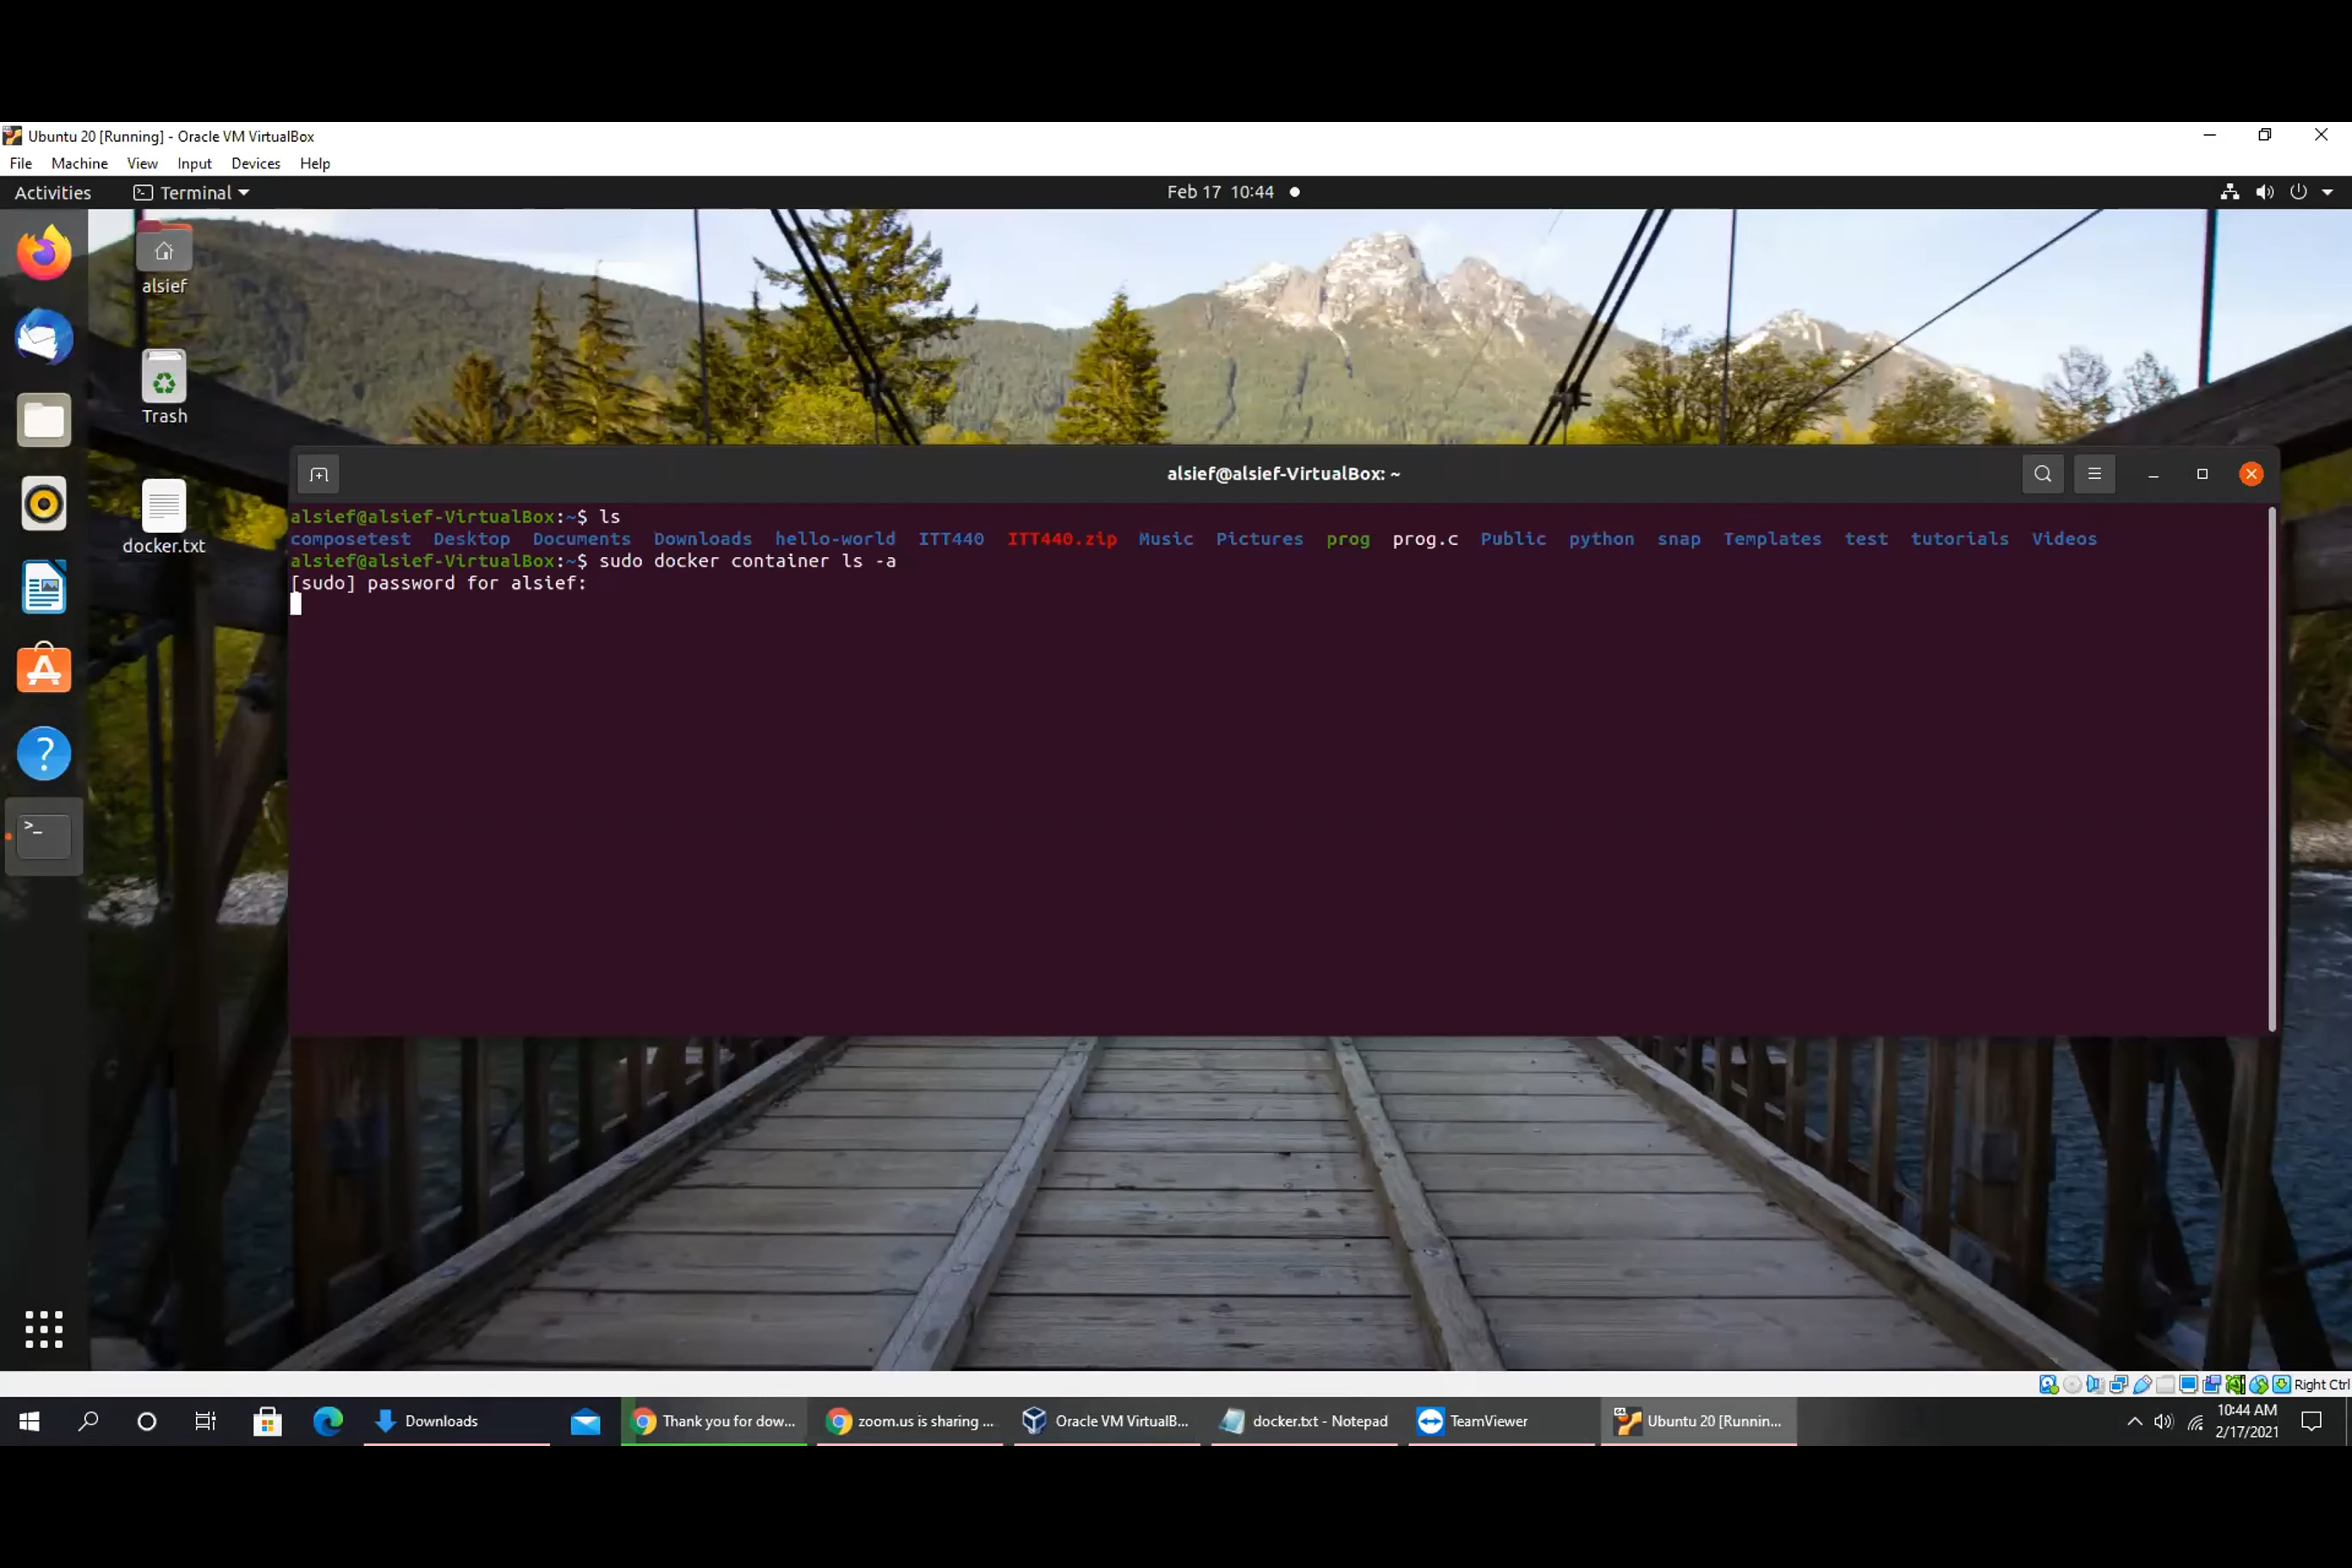 Ubuntu 20 [Running] - Oracle VM VirtualBox
File Machine View Input Devices Help
Activities Terminal Feb 17 10:44
alsief
Trash
docker.txt
alsief@alsief-VirtualBox: ~
alsief@alsief-VirtualBox:~$ ls
composetest Desktop Documents Downloads hello-world ITT440 ITT440.zip Music Pictures prog prog.c Public python snap Templates test tutorials Videos
alsief@alsief-VirtualBox:~$ sudo docker container ls -a
[sudo] password for alsief:
Right Ctrl
Downloads Thank you for dow... zoom.us is sharing ... Oracle VM VirtualB... docker.txt - Notepad TeamViewer Ubuntu 20 [Runnin...
10:44 AM
2/17/2021